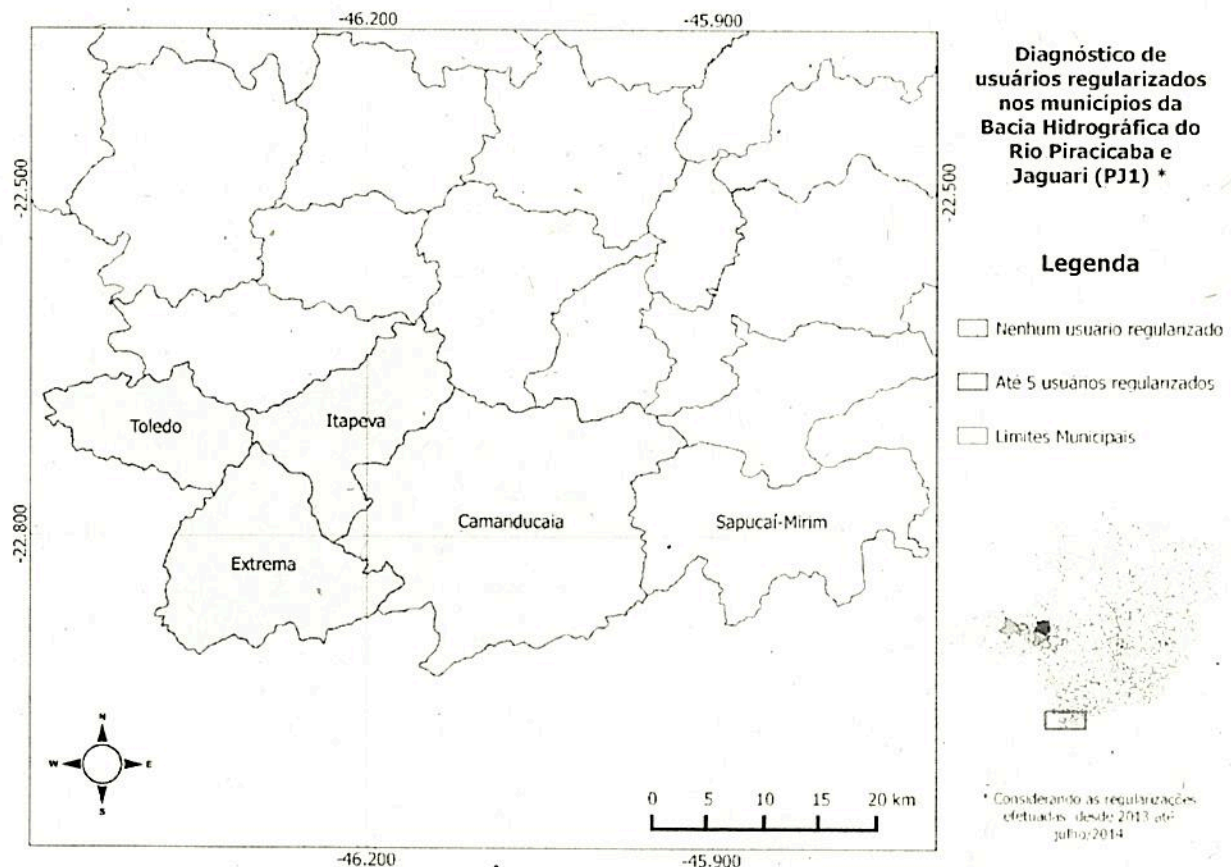 -46.200
-45.900
-22.500
-22.500
-22.800
Toledo
Itapeva
Extrema
Camanducaia
Sapucaí-Mirim
N
W
E
S
0 5 10 15 20 km
-46.200
-45.900
Diagnóstico de
usuários regularizados
nos municípios da
Bacia Hidrográfica do
Rio Piracicaba e
Jaguari (PJ1) *
Legenda
Nenhum usuario regularizado
Até 5 usuários regularizados
Limites Municipais
* Considerando as regularizações
efetuadas desde 2013 até
julho/2014